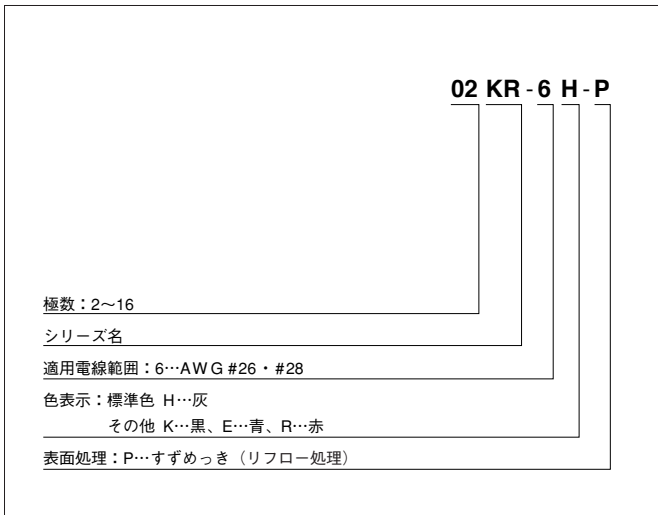 02 KR - 6 H - P
極数：2～16
シリーズ名
適用電線範囲：6…AWG #26・#28
色表示：標準色 H…灰
その他 K…黒、E…青、R…赤
表面処理：P…すずめっき（リフロー処理）